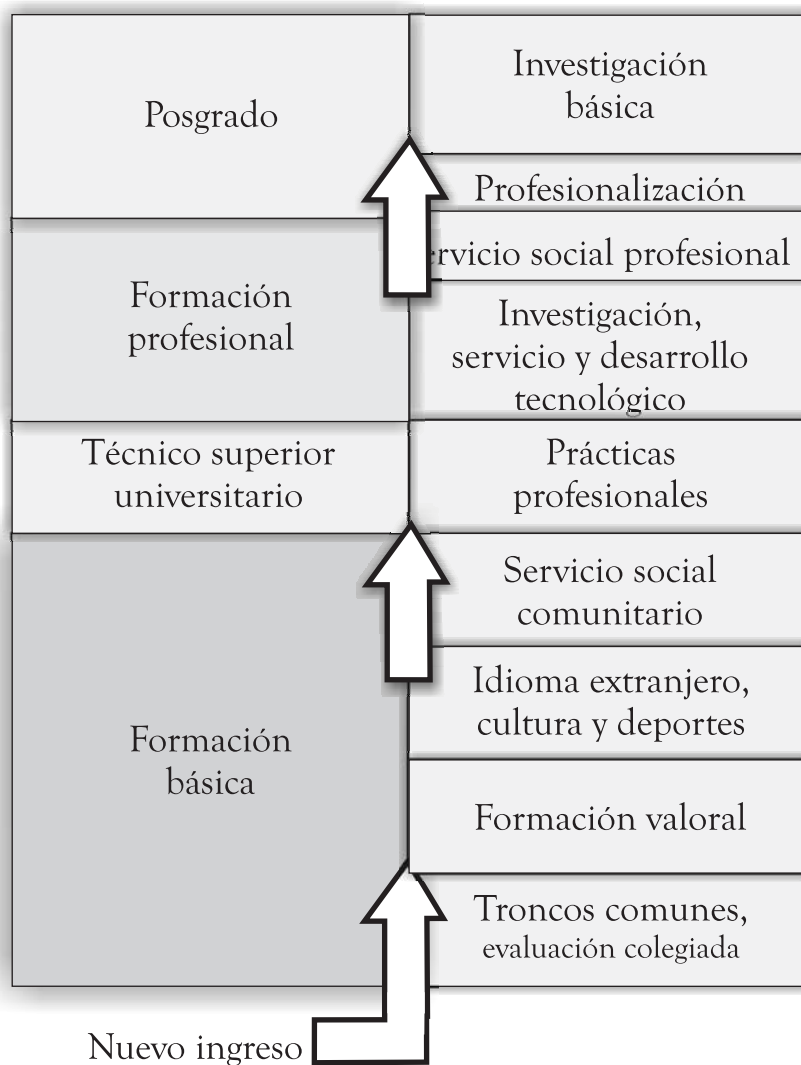 Posgrado
Formación
profesional
Técnico superior
universitario
Formación
básica
Nuevo ingreso
Investigación
básica
Profesionalización
rvicio social profesional
Investigación,
servicio y desarrollo
tecnológico
Prácticas
profesionales
Servicio social
comunitario
Idioma extranjero,
cultura y deportes
Formación valoral
Troncos comunes,
evaluación colegiada